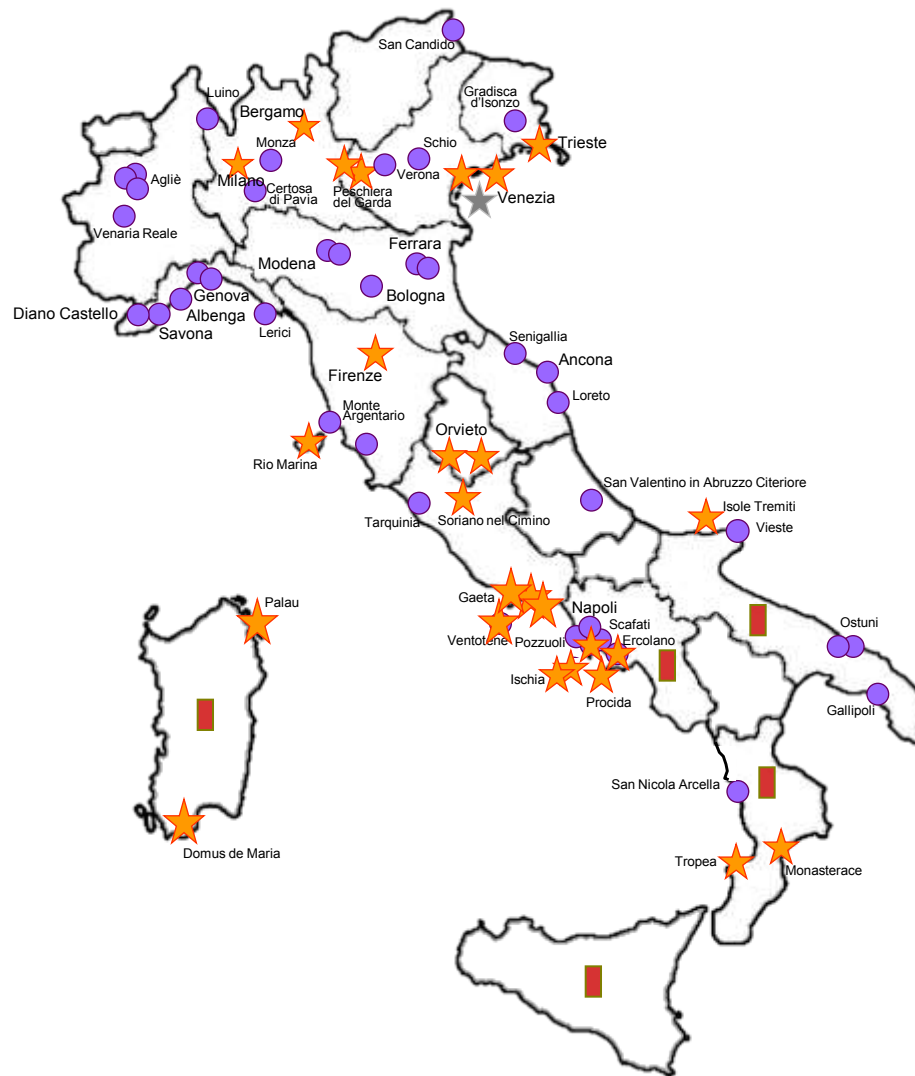 San Candido
Gradisca
d'Isonzo
Luino
Bergamo
Trieste
Schio
Monza
Milano
Verona
Agliè
Certosa
di Pavia
Peschiera
del Garda
Venezia
Venaria Reale
Ferrara
Modena
Genova
Bologna
Diano Castello
Albenga
Savona
Lerici
Senigallia
Ancona
Firenze
Loreto
Monte
Argentario
Orvieto
Rio Marina
San Valentino in Abruzzo Citeriore
Isole Tremiti
Tarquinia
Soriano nel Cimino
Vieste
Gaeta
Napoli
Palau
Scafati
Ostuni
Ventotene
Pozzuoli
Ercolano
Ischia
Procida
Gallipoli
San Nicola Arcella
Domus de Maria
Tropea
Monasterace